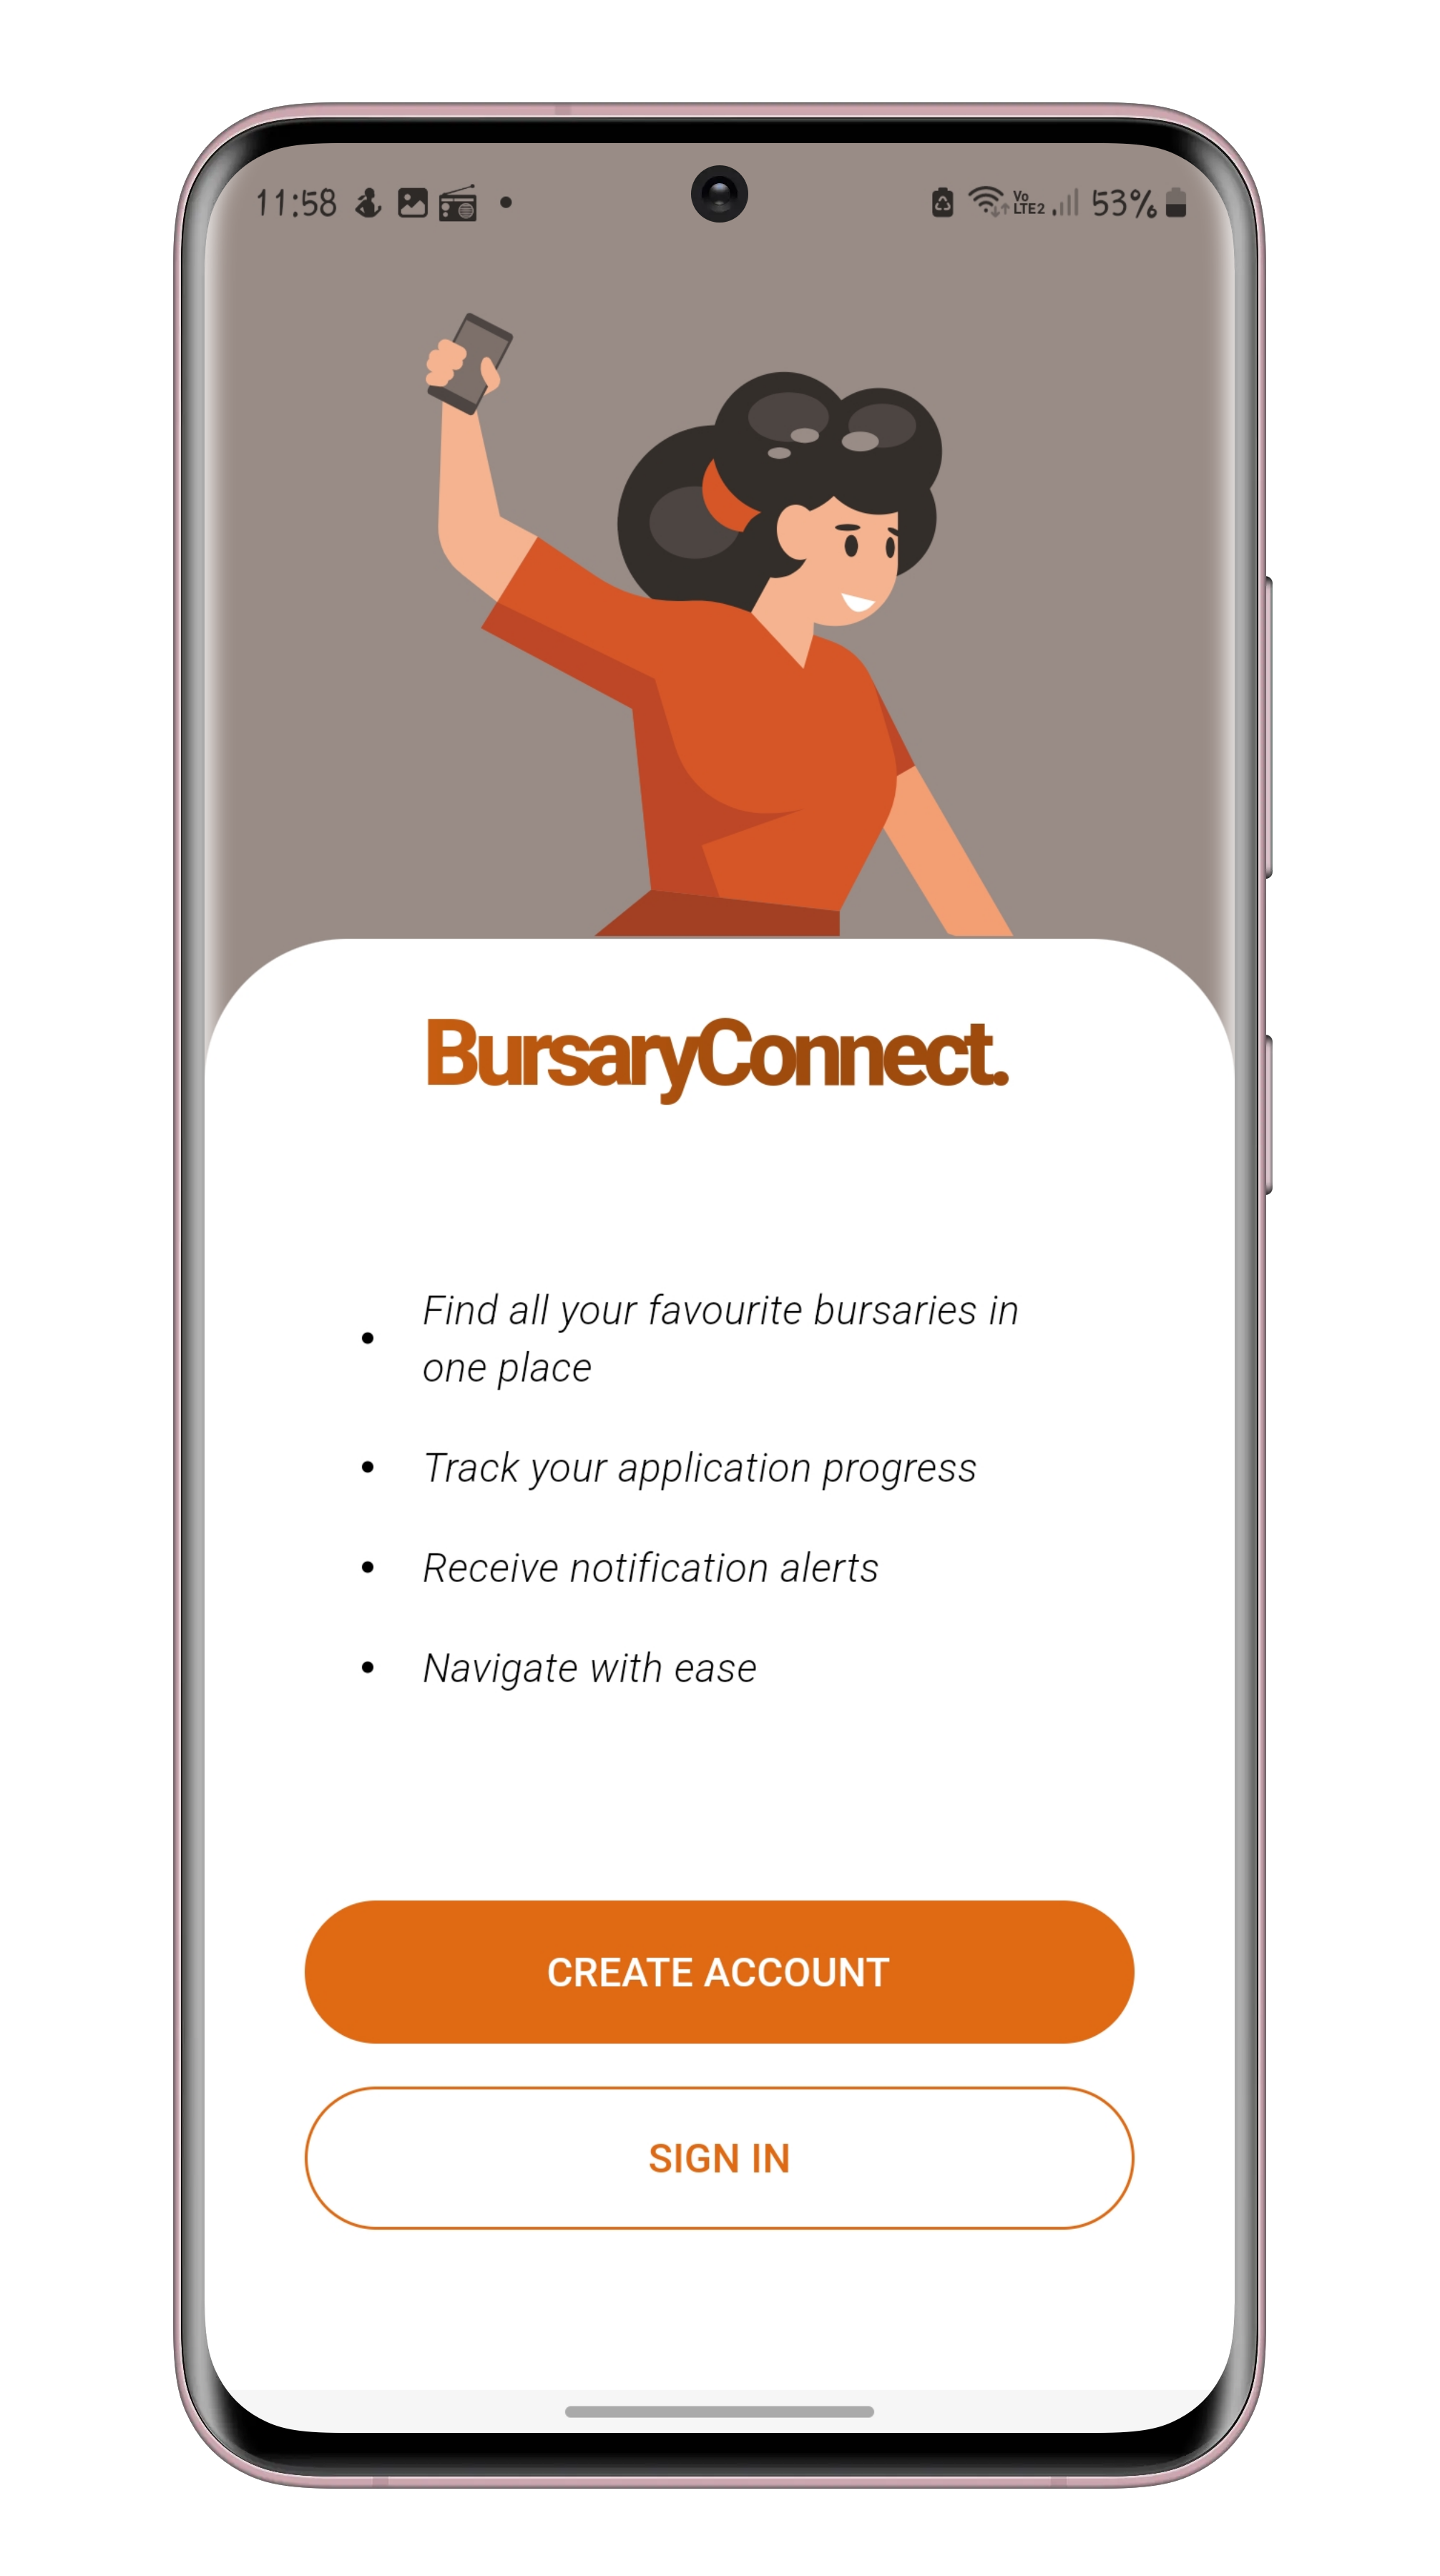 11:58 Vo LTE2 53%
BursaryConnect.
• Find all your favourite bursaries in
one place
• Track your application progress
• Receive notification alerts
• Navigate with ease
CREATE ACCOUNT
SIGN IN